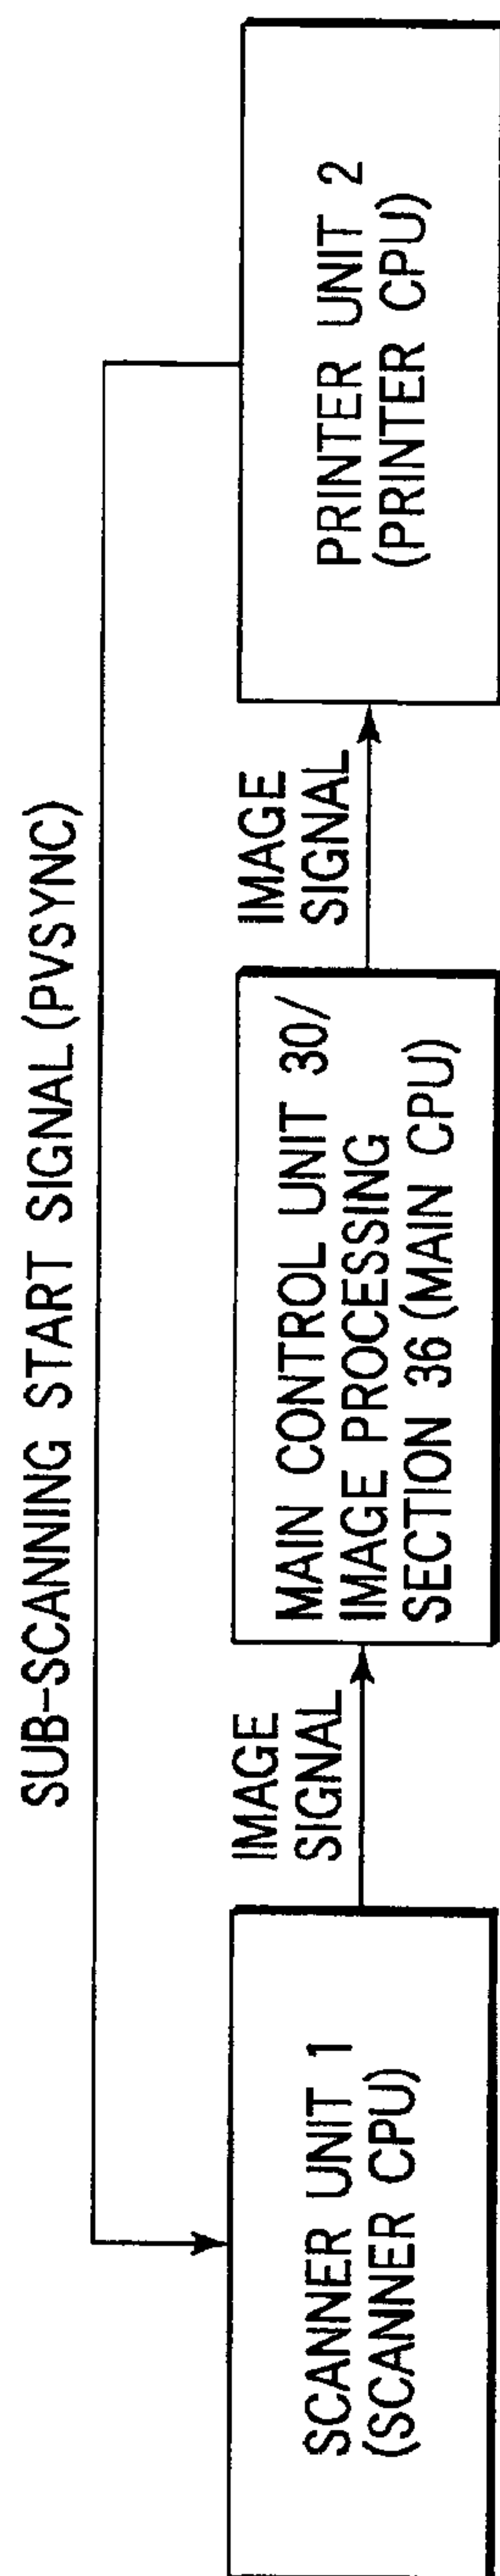 SUB-SCANNING START SIGNAL (PVSYNC)
SCANNER UNIT 1
(SCANNER CPU)
IMAGE
SIGNAL
MAIN CONTROL UNIT 30/
IMAGE PROCESSING
SECTION 36 (MAIN CPU)
IMAGE
SIGNAL
PRINTER UNIT 2
(PRINTER CPU)